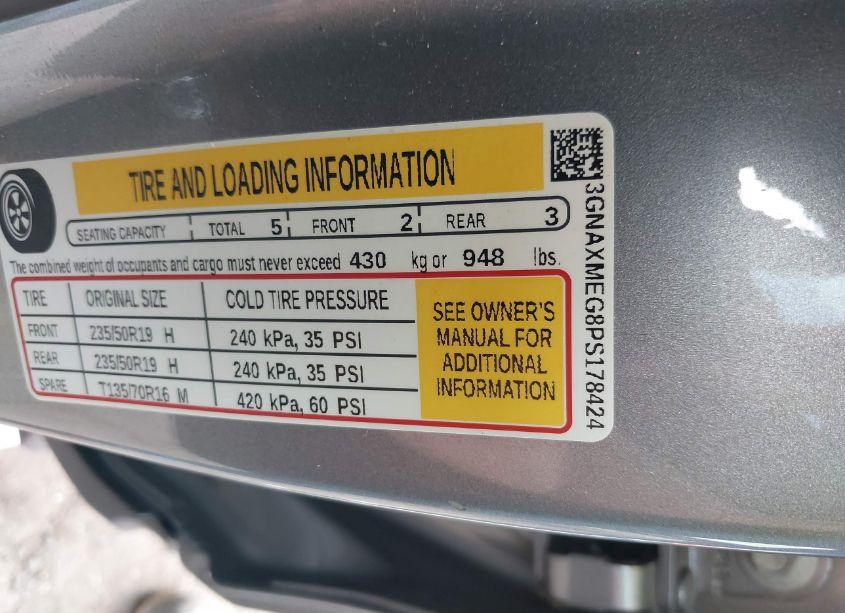 TIRE AND LOADING INFORMATION
SEATING CAPACITY TOTAL 5 FRONT 2 REAR 3
The combined weight of occupants and cargo must never exceed 430 kg or 948 lbs.
TIRE ORIGINAL SIZE COLD TIRE PRESSURE
FRONT 235/50R19 H 240 kPa, 35 PSI
REAR 235/50R19 H 240 kPa, 35 PSI
SPARE T135/70R16 M 420 kPa, 60 PSI
SEE OWNER'S
MANUAL FOR
ADDITIONAL
INFORMATION
3GNAXMEG8PS178424